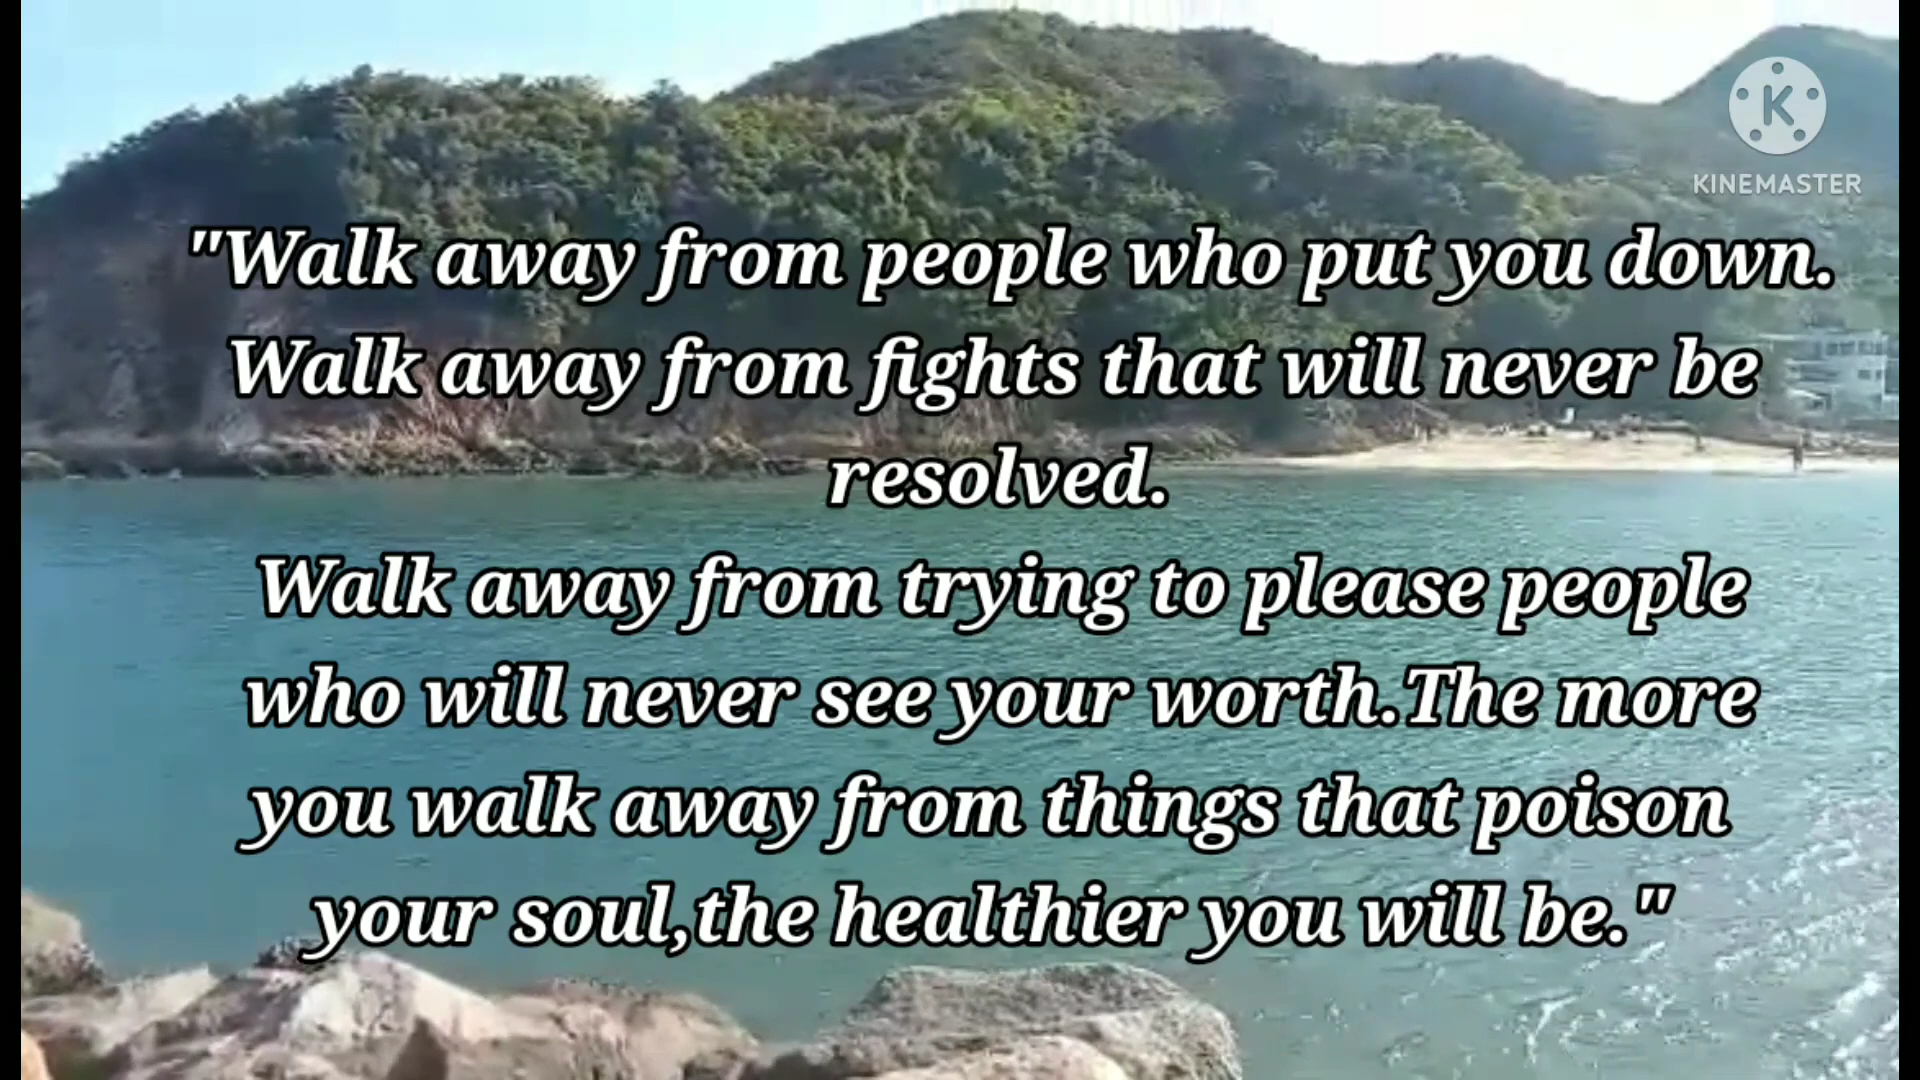 KINEMASTER
"Walk away from people who put you down.
Walk away from fights that will never be
resolved.
Walk away from trying to please people
who will never see your worth.The more
you walk away from things that poison
your soul,the healthier you will be."